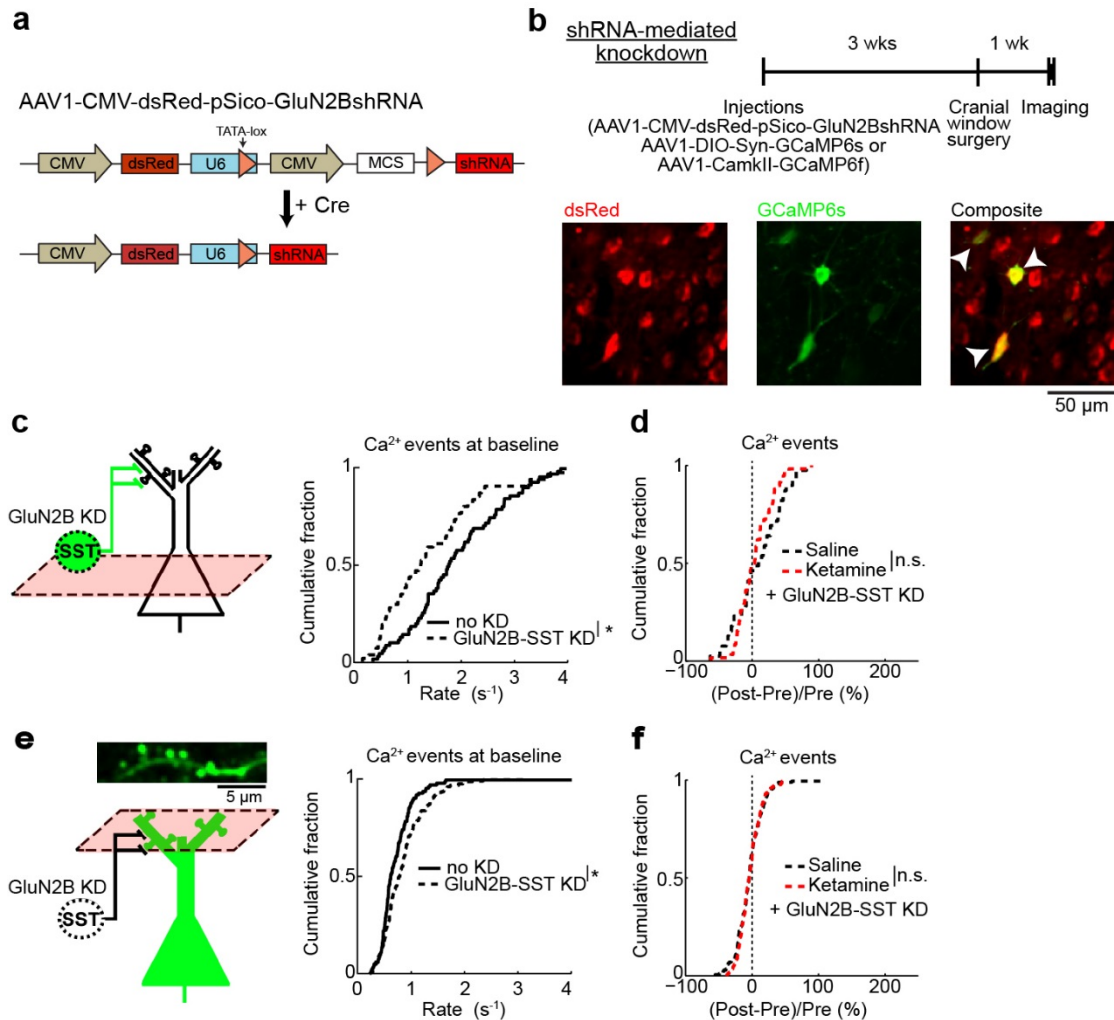 a
AAV1-CMV-dsRed-pSico-GluN2BshRNA
TATA-lox
CMV dsRed U6 CMV MCS shRNA
+ Cre
CMV dsRed U6 shRNA
b
shRNA-mediated
knockdown
3 wks 1 wk
Injections
(AAV1-CMV-dsRed-pSico-GluN2BshRNA
AAV1-DIO-Syn-GCaMP6s or
AAV1-CamkII-GCaMP6f)
Cranial
window
surgery
Imaging
dsRed GCaMP6s Composite
50 µm
c
GluN2B KD
SST
Ca²⁺ events at baseline
Cumulative fraction
1
0.5
0
no KD
GluN2B-SST KD
*
0 1 2 3 4
Rate (s⁻¹)
d
Ca²⁺ events
Cumulative fraction
1
0.5
0
Saline
Ketamine
n.s.
+ GluN2B-SST KD
−100 0 100 200
(Post-Pre)/Pre (%)
e
5 µm
GluN2B KD
SST
Ca²⁺ events at baseline
Cumulative fraction
1
0.5
0
no KD
GluN2B-SST KD
*
0 1 2 3 4
Rate (s⁻¹)
f
Ca²⁺ events
Cumulative fraction
1
0.5
0
Saline
Ketamine
n.s.
+ GluN2B-SST KD
−100 0 100 200
(Post-Pre)/Pre (%)